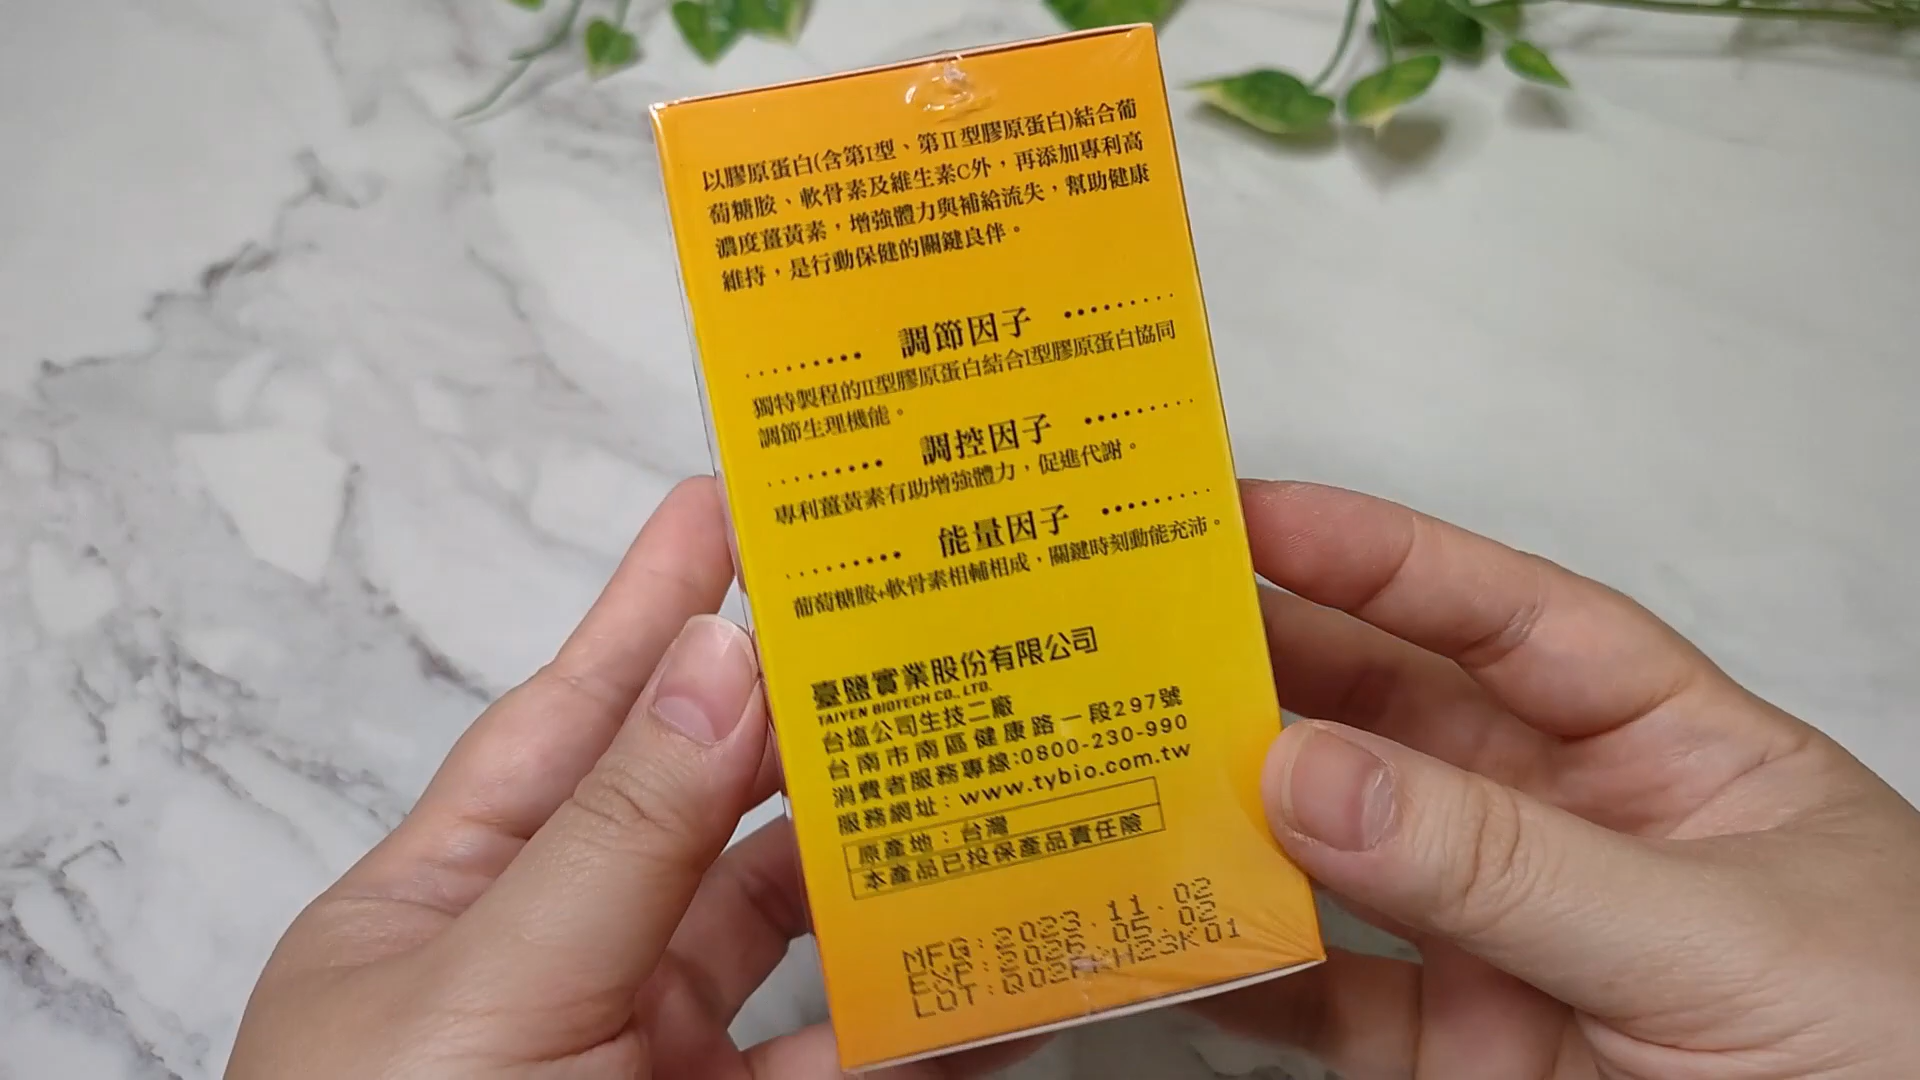 以膠原蛋白(含第I型、第II型膠原蛋白)結合葡
萄糖胺、軟骨素及維生素C外，再添加專利高
濃度薑黃素，增強體力與補給流失，幫助健康
維持，是行動保健的關鍵良伴。
調節因子
獨特製程的II型膠原蛋白結合I型膠原蛋白協同
調節生理機能。
調控因子
專利薑黃素有助增強體力，促進代謝。
能量因子
葡萄糖胺+軟骨素相輔相成，關鍵時刻動能充沛。
臺鹽實業股份有限公司
TAIYEN BIOTECH CO., LTD.
台塩公司生技二廠
台南市南區健康路一段297號
消費者服務專線:0800-230-990
服務網址：www.tybio.com.tw
原產地：台灣
本產品已投保產品責任險
MFG:2023.11.02
EXP:2026.05.02
LOT:Q02FKH23K01